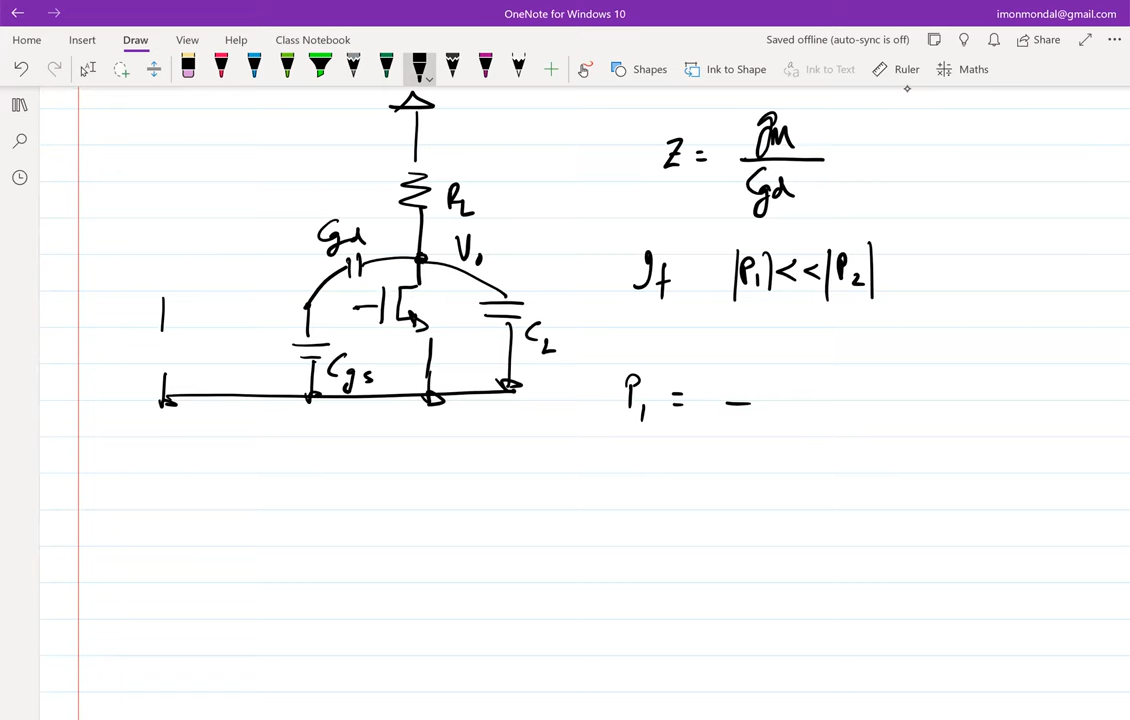 OneNote for Windows 10
imonmondal@gmail.com
Home Insert Draw View Help Class Notebook
Saved offline (auto-sync is off) Share
Shapes Ink to Shape Ink to Text Ruler Maths
Z = gm / Cgd
RL
Cgd
Vo
If |P1| << |P2|
CL
Cgs
P1 = —